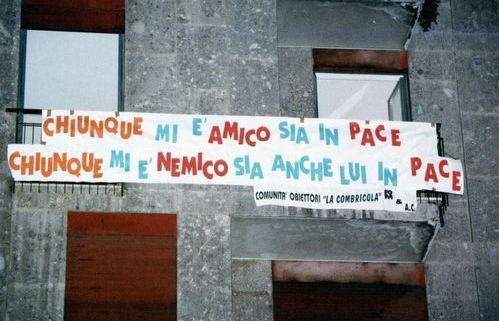 CHIUNQUE MI E' AMICO SIA IN PACE
CHIUNQUE MI E' NEMICO SIA ANCHE LUI IN PACE
COMUNITA' OBIETTORI "LA COMBRICOLA"
& A.C.